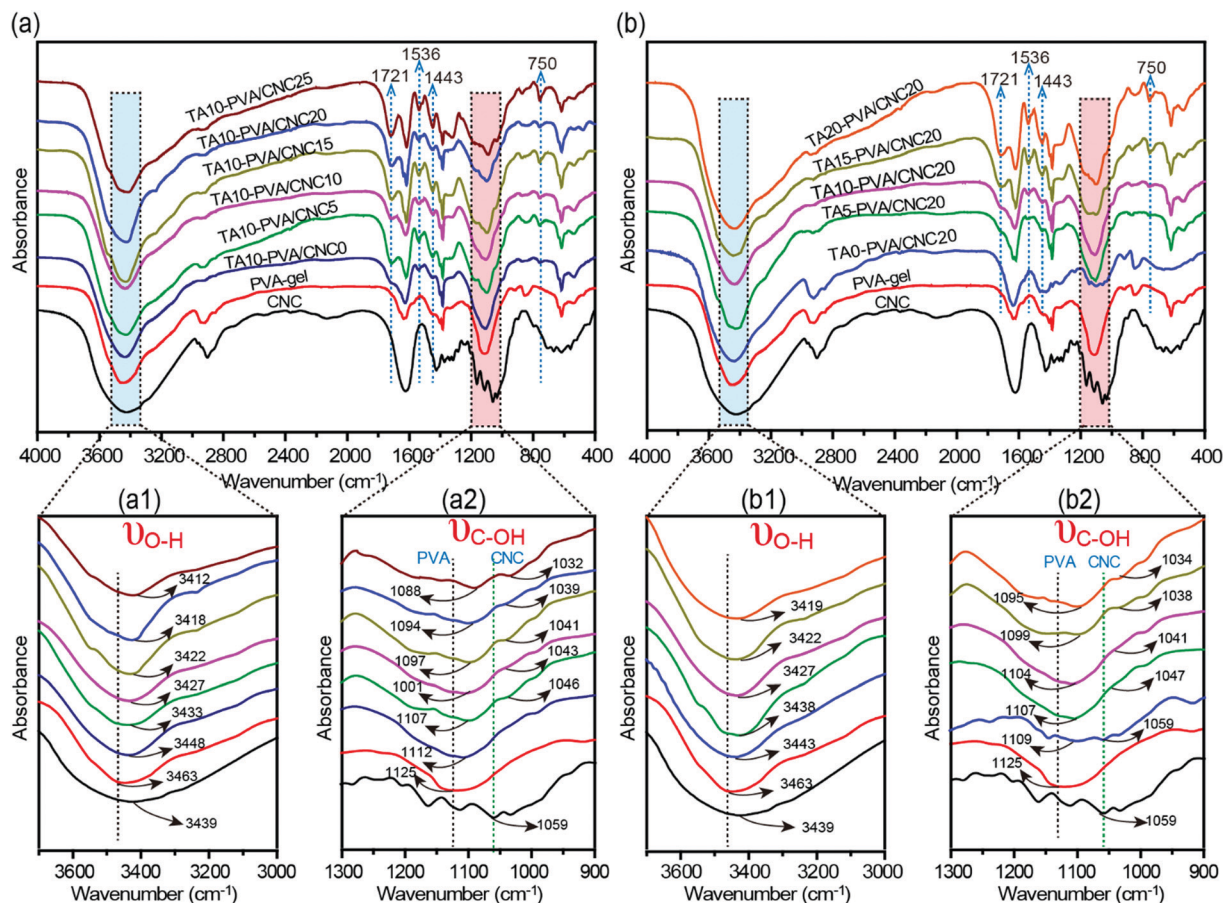 (a)
(b)
1536
1721
1443
750
1536
1721
1443
750
TA10-PVA/CNC25
TA10-PVA/CNC20
TA10-PVA/CNC15
TA10-PVA/CNC10
TA10-PVA/CNC5
TA10-PVA/CNC0
PVA-gel
CNC
TA20-PVA/CNC20
TA15-PVA/CNC20
TA10-PVA/CNC20
TA5-PVA/CNC20
TA0-PVA/CNC20
PVA-gel
CNC
Absorbance
Absorbance
4000 3600 3200 2800 2400 2000 1600 1200 800 400
4000 3600 3200 2800 2400 2000 1600 1200 800 400
Wavenumber (cm⁻¹)
Wavenumber (cm⁻¹)
(a1)
(a2)
(b1)
(b2)
υO-H
3412
3418
3422
3427
3433
3448
3463
3439
Absorbance
3600 3400 3200 3000
Wavenumber (cm⁻¹)
υC-OH
PVA CNC
1032
1088
1039
1094
1041
1097
1043
1001
1046
1107
1112
1125
1059
Absorbance
1300 1200 1100 1000 900
Wavenumber (cm⁻¹)
υO-H
3419
3422
3427
3438
3443
3463
3439
Absorbance
3600 3400 3200 3000
Wavenumber (cm⁻¹)
υC-OH
PVA CNC
1034
1095
1038
1099
1041
1104
1047
1107
1059
1109
1125
1059
Absorbance
1300 1200 1100 1000 900
Wavenumber (cm⁻¹)